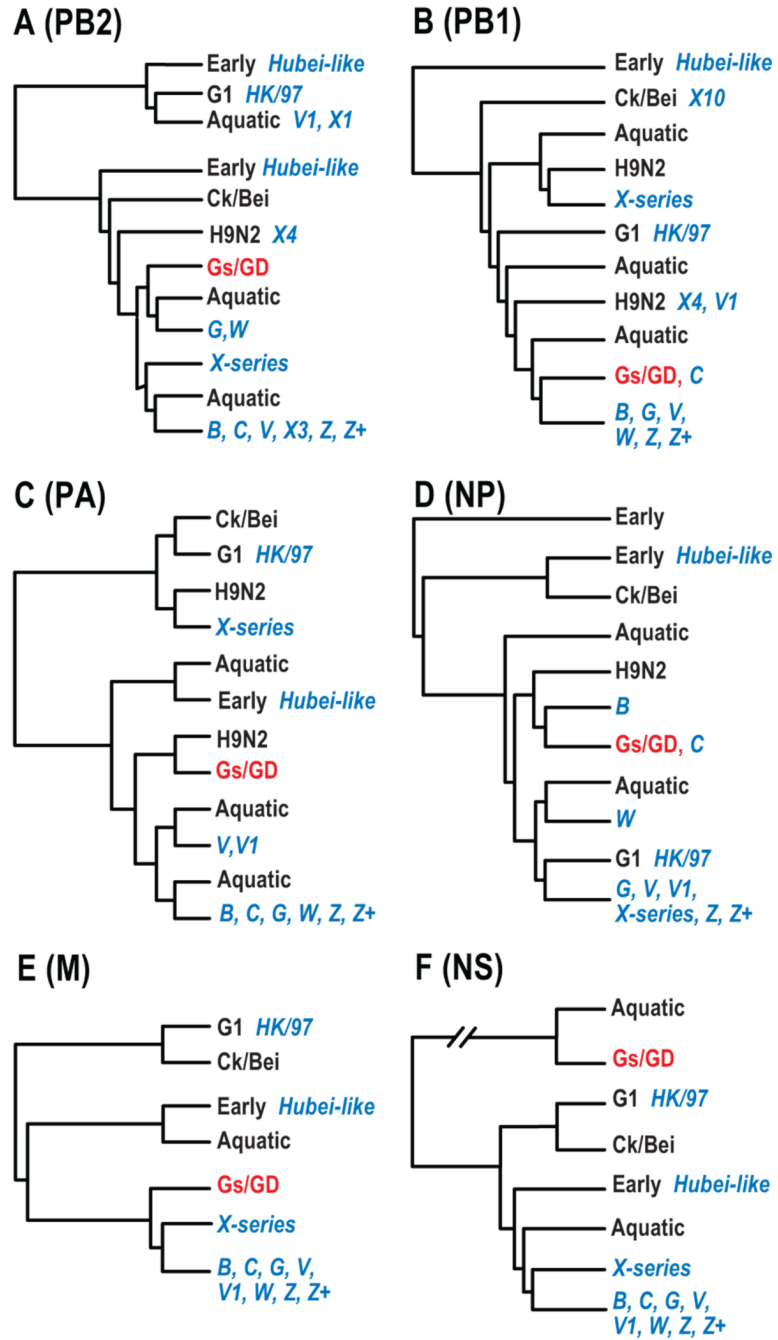 A (PB2)
Early Hubei-like
G1 HK/97
Aquatic V1, X1
Early Hubei-like
Ck/Bei
H9N2 X4
Gs/GD
Aquatic
G,W
X-series
Aquatic
B, C, V, X3, Z, Z+
B (PB1)
Early Hubei-like
Ck/Bei X10
Aquatic
H9N2
X-series
G1 HK/97
Aquatic
H9N2 X4, V1
Aquatic
Gs/GD, C
B, G, V,
W, Z, Z+
C (PA)
Ck/Bei
G1 HK/97
H9N2
X-series
Aquatic
Early Hubei-like
H9N2
Gs/GD
Aquatic
V,V1
Aquatic
B, C, G, W, Z, Z+
D (NP)
Early
Early Hubei-like
Ck/Bei
Aquatic
H9N2
B
Gs/GD, C
Aquatic
W
G1 HK/97
G, V, V1,
X-series, Z, Z+
E (M)
G1 HK/97
Ck/Bei
Early Hubei-like
Aquatic
Gs/GD
X-series
B, C, G, V,
V1, W, Z, Z+
F (NS)
Aquatic
Gs/GD
G1 HK/97
Ck/Bei
Early Hubei-like
Aquatic
X-series
B, C, G, V,
V1, W, Z, Z+